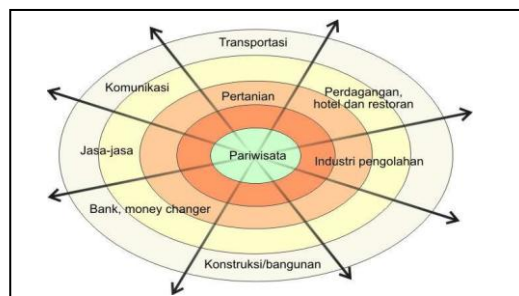 Transportasi
Komunikasi
Pertanian
Perdagangan,
hotel dan restoran
Jasa-jasa
Pariwisata
Industri pengolahan
Bank, money changer
Konstruksi/bangunan